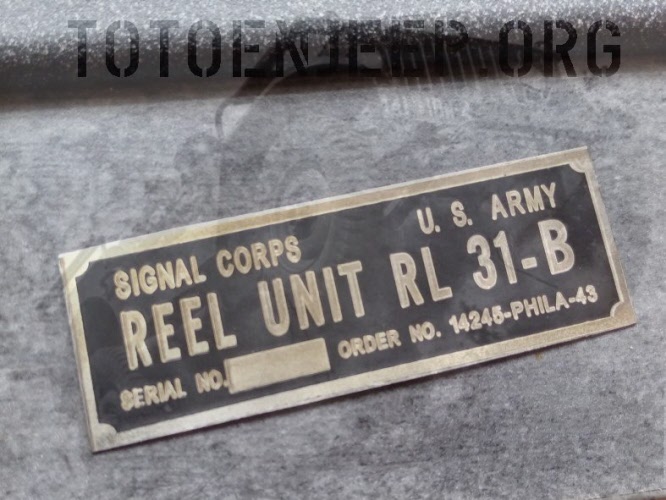 TOTOENJEEP.ORG
SIGNAL CORPS U. S. ARMY
REEL UNIT RL 31-B
SERIAL NO. ORDER NO. 14245-PHILA-43